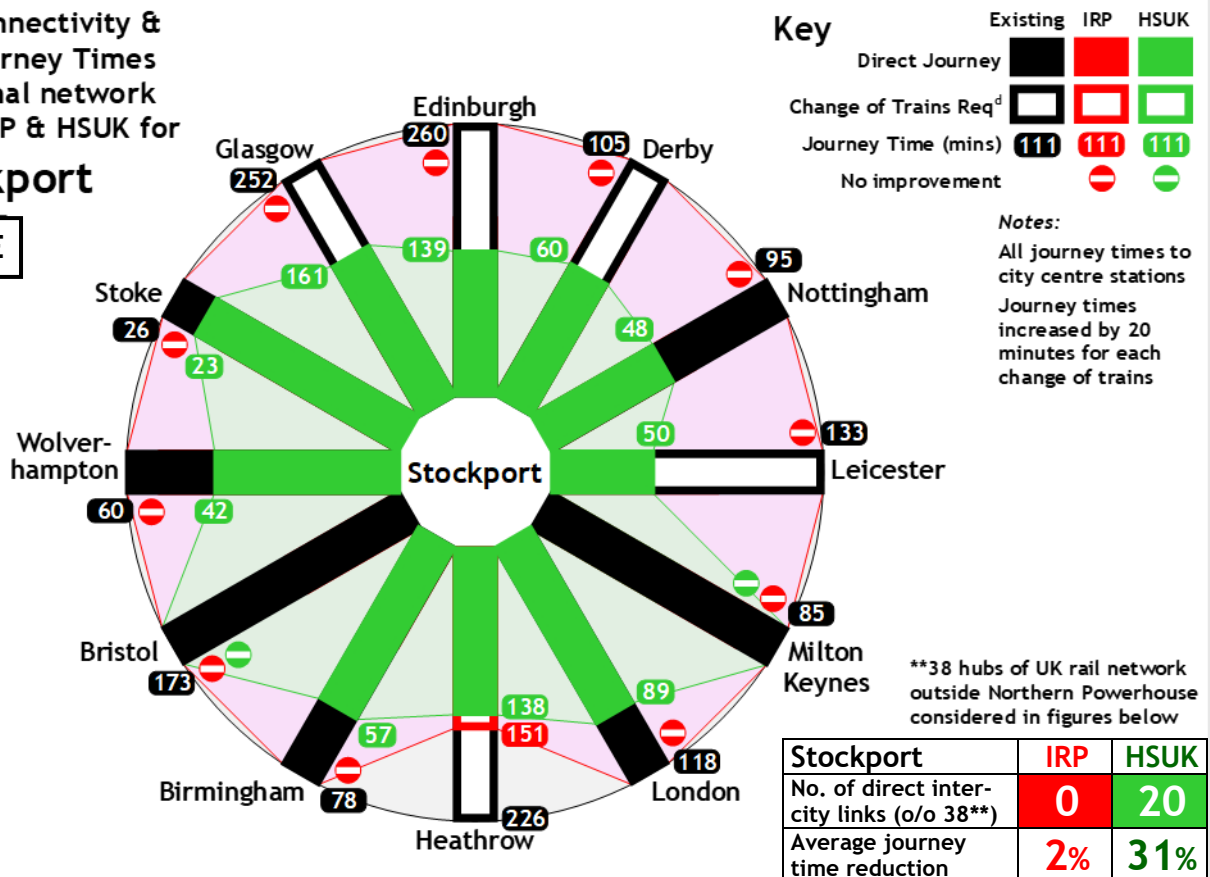 nnectivity &
rney Times
nal network
P & HSUK for
kport
Key
Existing IRP HSUK
Direct Journey
Change of Trains Reqᵈ
Journey Time (mins) 111 111 111
No improvement
Notes:
All journey times to
city centre stations
Journey times
increased by 20
minutes for each
change of trains
Edinburgh
260
139
Derby
105
60
Nottingham
95
48
Leicester
133
50
Milton
Keynes
85
London
118
89
Heathrow
138
151
226
Birmingham
78
57
Bristol
173
Wolver-
hampton
60
42
Stoke
26
23
Glasgow
252
161
Stockport
**38 hubs of UK rail network
outside Northern Powerhouse
considered in figures below
Stockport IRP HSUK
No. of direct inter-
city links (o/o 38**) 0 20
Average journey
time reduction 2% 31%